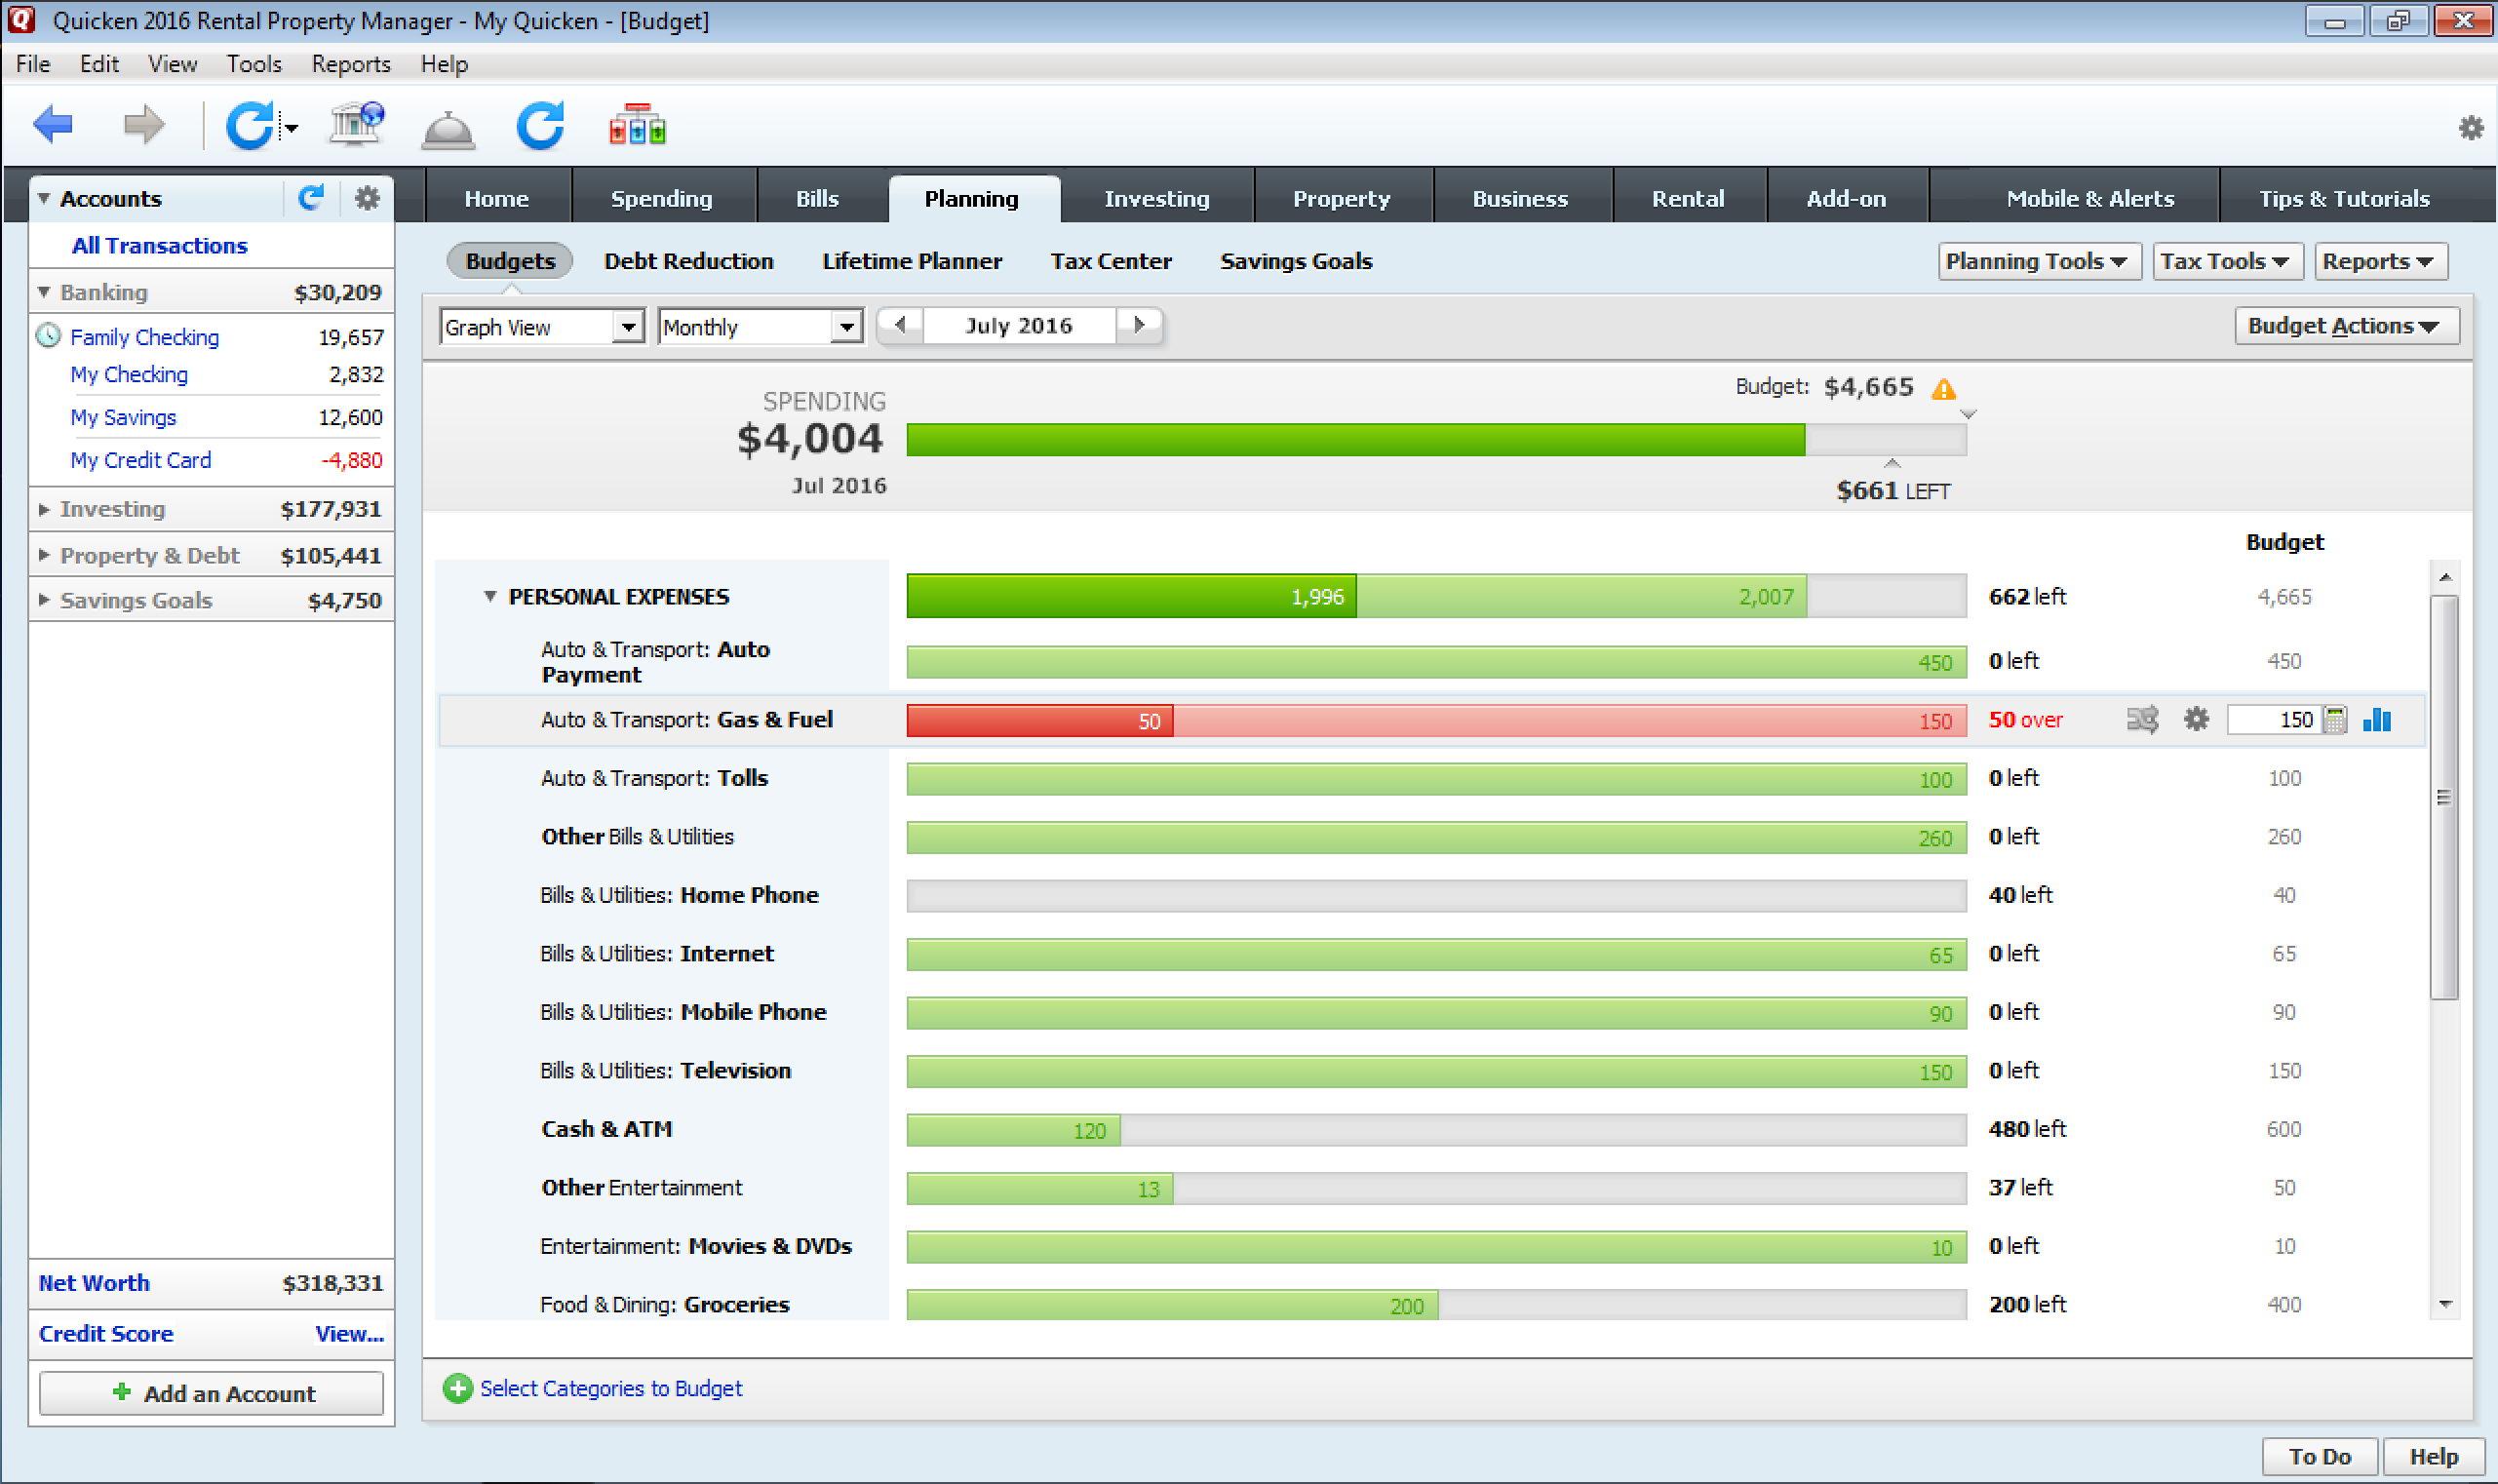 Quicken 2016 Rental Property Manager - My Quicken - [Budget]
File Edit View Tools Reports Help
Accounts
Home Spending Bills Planning Investing Property Business Rental Add-on Mobile & Alerts Tips & Tutorials
All Transactions
Banking $30,209
Family Checking 19,657
My Checking 2,832
My Savings 12,600
My Credit Card -4,880
Investing $177,931
Property & Debt $105,441
Savings Goals $4,750
Net Worth $318,331
Credit Score View...
Add an Account
Budgets Debt Reduction Lifetime Planner Tax Center Savings Goals Planning Tools Tax Tools Reports
Graph View Monthly July 2016 Budget Actions
Budget: $4,665
SPENDING
$4,004
Jul 2016
$661 LEFT
Budget
PERSONAL EXPENSES 1,996 2,007 662 left 4,665
Auto & Transport: Auto
Payment 450 0 left 450
Auto & Transport: Gas & Fuel 50 150 50 over 150
Auto & Transport: Tolls 100 0 left 100
Other Bills & Utilities 260 0 left 260
Bills & Utilities: Home Phone 40 left 40
Bills & Utilities: Internet 65 0 left 65
Bills & Utilities: Mobile Phone 90 0 left 90
Bills & Utilities: Television 150 0 left 150
Cash & ATM 120 480 left 600
Other Entertainment 13 37 left 50
Entertainment: Movies & DVDs 10 0 left 10
Food & Dining: Groceries 200 200 left 400
Select Categories to Budget
To Do Help